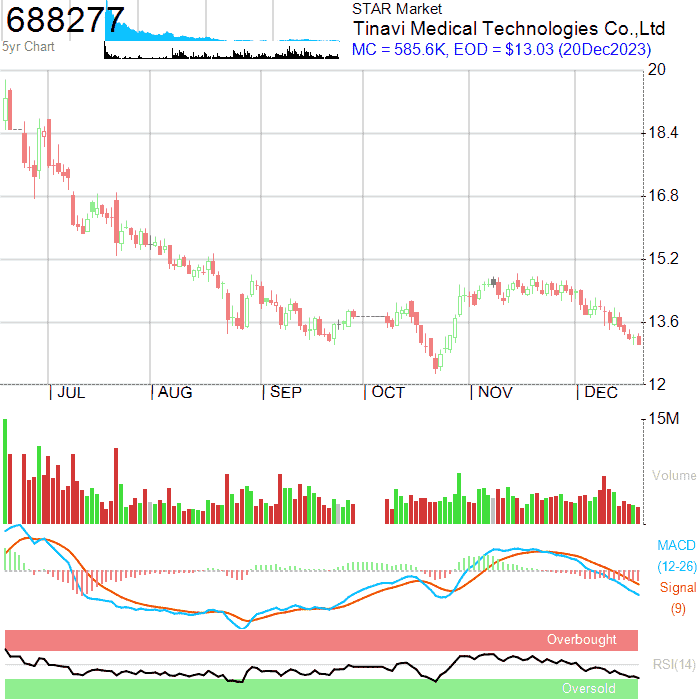 688277
5yr Chart
STAR Market
Tinavi Medical Technologies Co.,Ltd
MC = 585.6K, EOD = $13.03 (20Dec2023)
20
18.4
16.8
15.2
13.6
12
JUL AUG SEP OCT NOV DEC
15M
Volume
MACD
(12-26)
Signal
(9)
Overbought
RSI(14)
Oversold